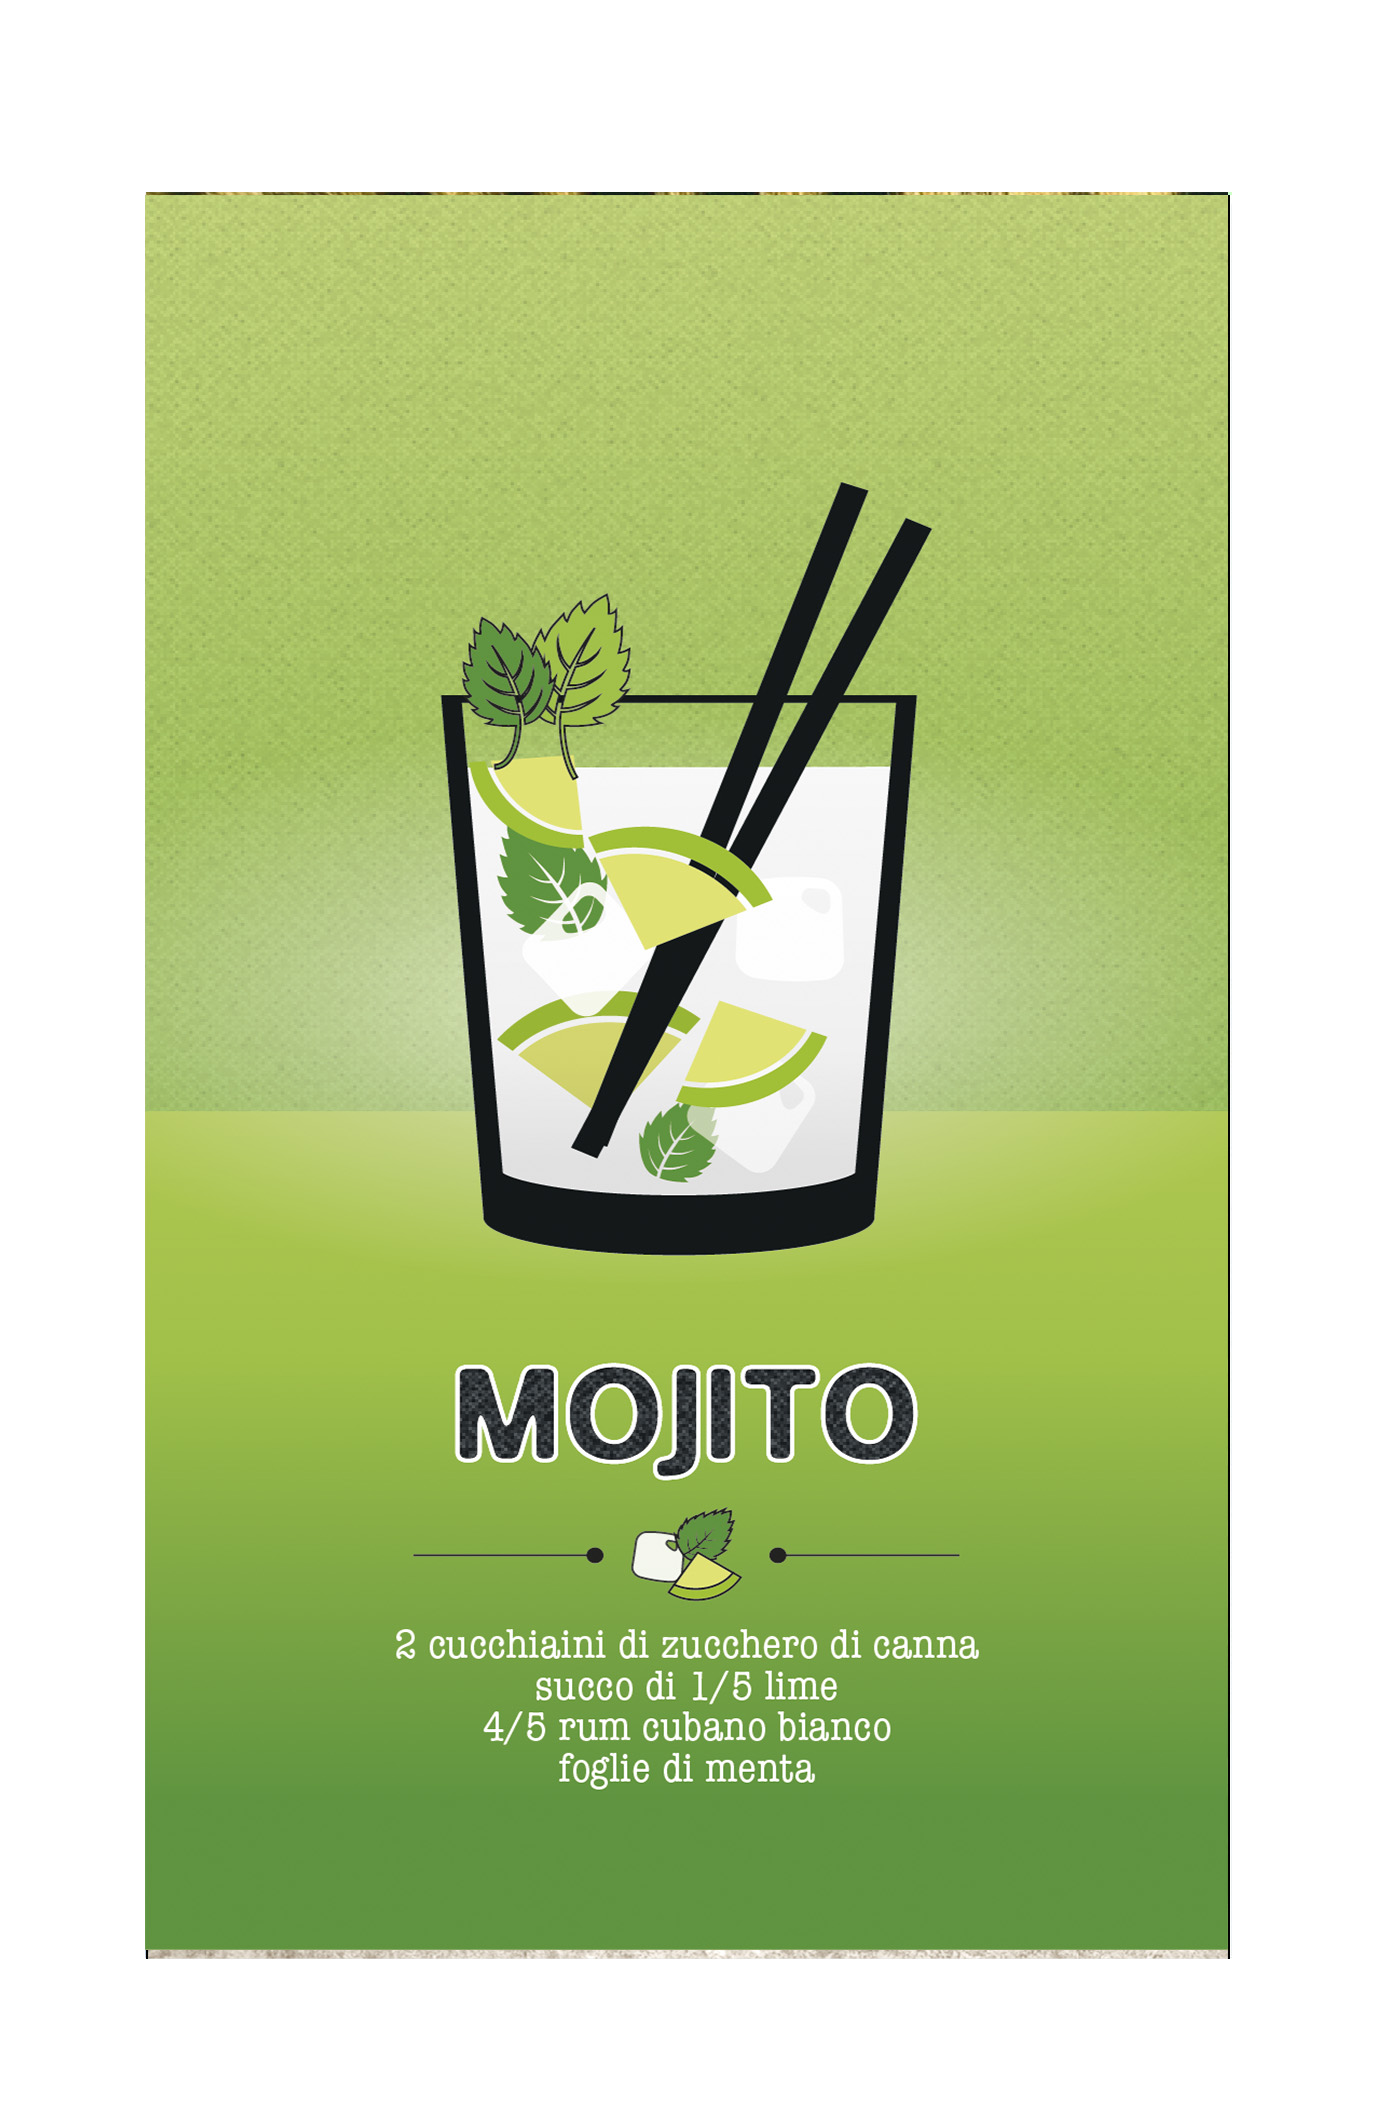 MOJITO
2 cucchiaini di zucchero di canna
succo di 1/5 lime
4/5 rum cubano bianco
foglie di menta